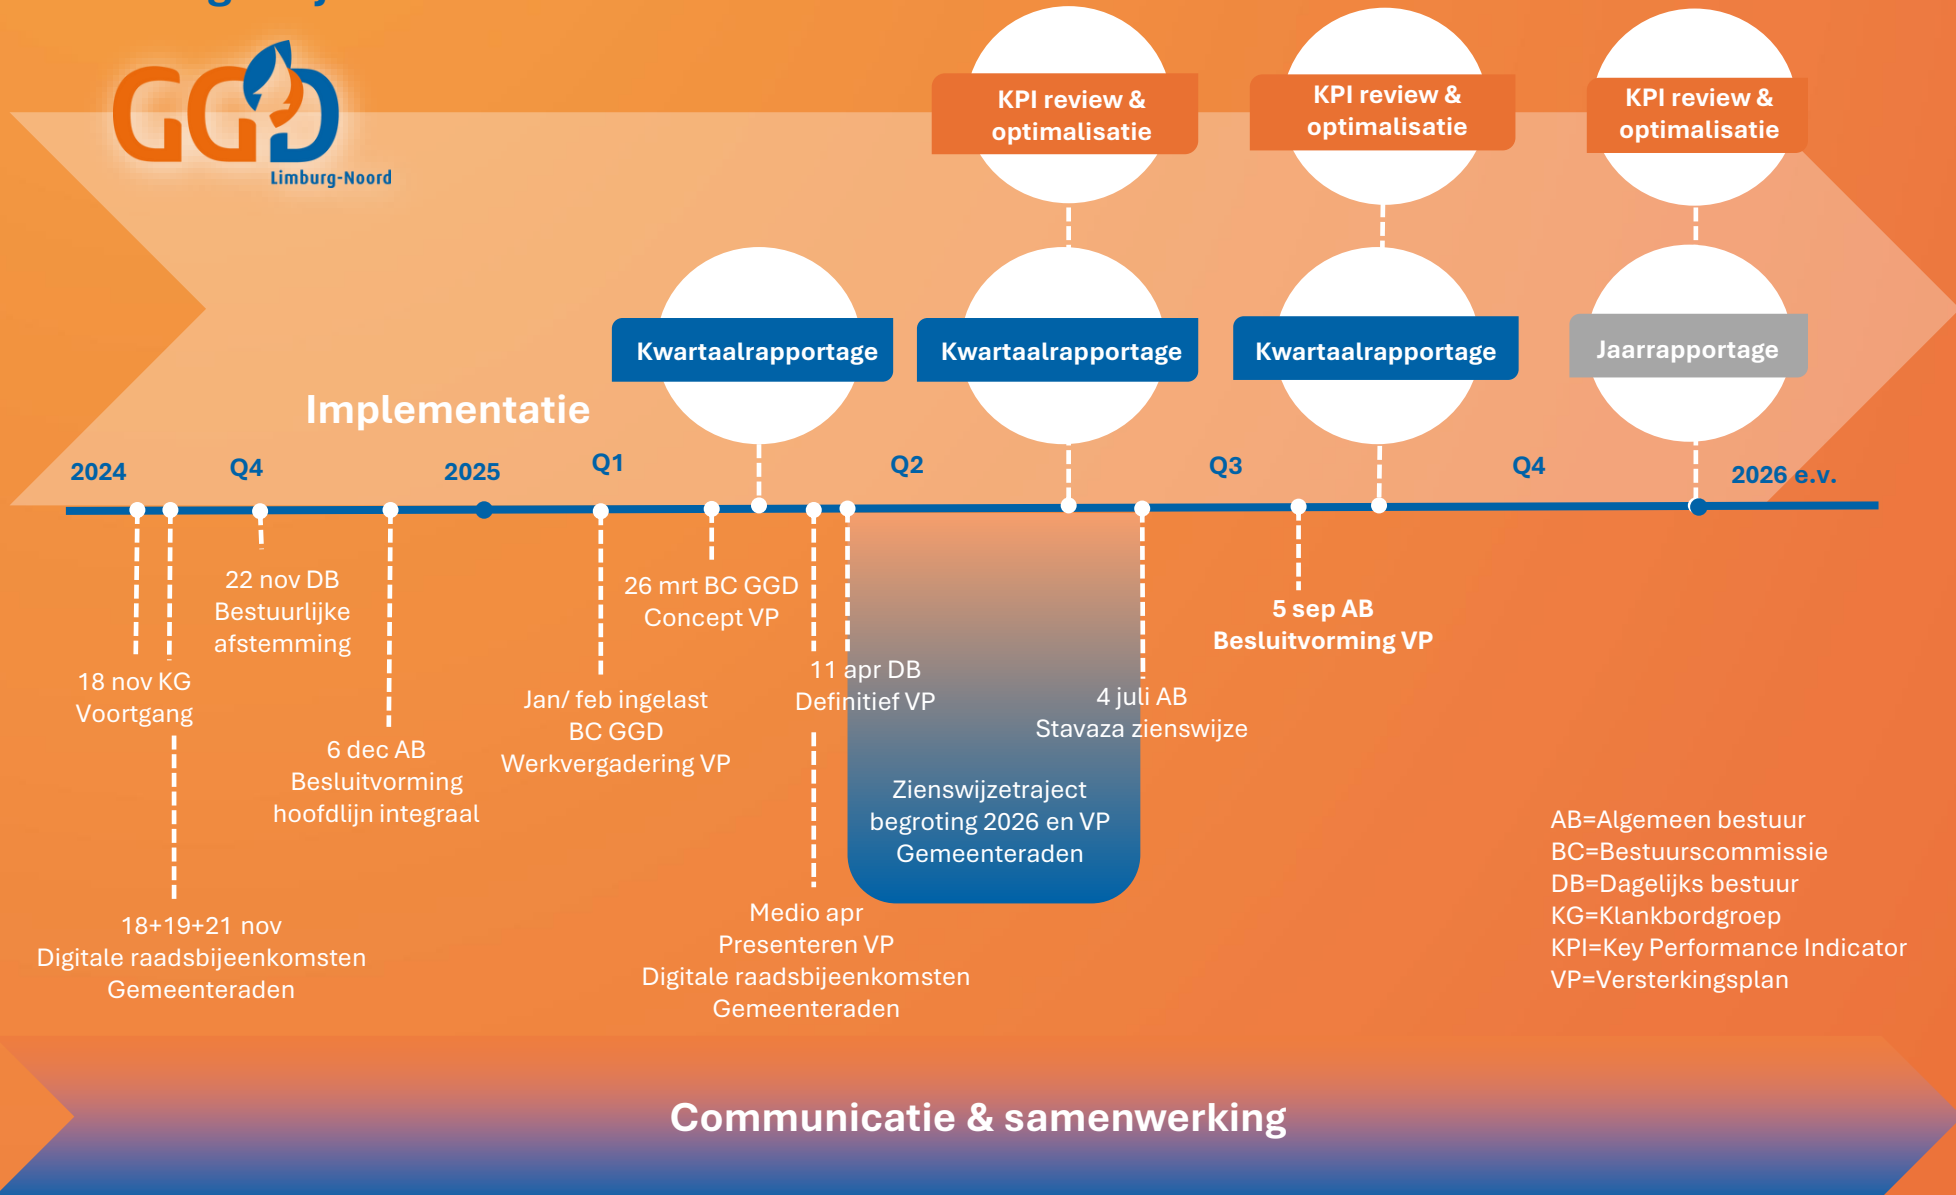 GGD
Limburg-Noord
KPI review &
optimalisatie
KPI review &
optimalisatie
KPI review &
optimalisatie
Kwartaalrapportage
Kwartaalrapportage
Kwartaalrapportage
Jaarrapportage
Implementatie
2024
Q4
2025
Q1
Q2
Q3
Q4
2026 e.v.
18 nov KG
Voortgang
18+19+21 nov
Digitale raadsbijeenkomsten
Gemeenteraden
22 nov DB
Bestuurlijke
afstemming
6 dec AB
Besluitvorming
hoofdlijn integraal
Jan/ feb ingelast
BC GGD
Werkvergadering VP
26 mrt BC GGD
Concept VP
11 apr DB
Definitief VP
Medio apr
Presenteren VP
Digitale raadsbijeenkomsten
Gemeenteraden
Zienswijzetraject
begroting 2026 en VP
Gemeenteraden
4 juli AB
Stavaza zienswijze
5 sep AB
Besluitvorming VP
AB=Algemeen bestuur
BC=Bestuurscommissie
DB=Dagelijks bestuur
KG=Klankbordgroep
KPI=Key Performance Indicator
VP=Versterkingsplan
Communicatie & samenwerking